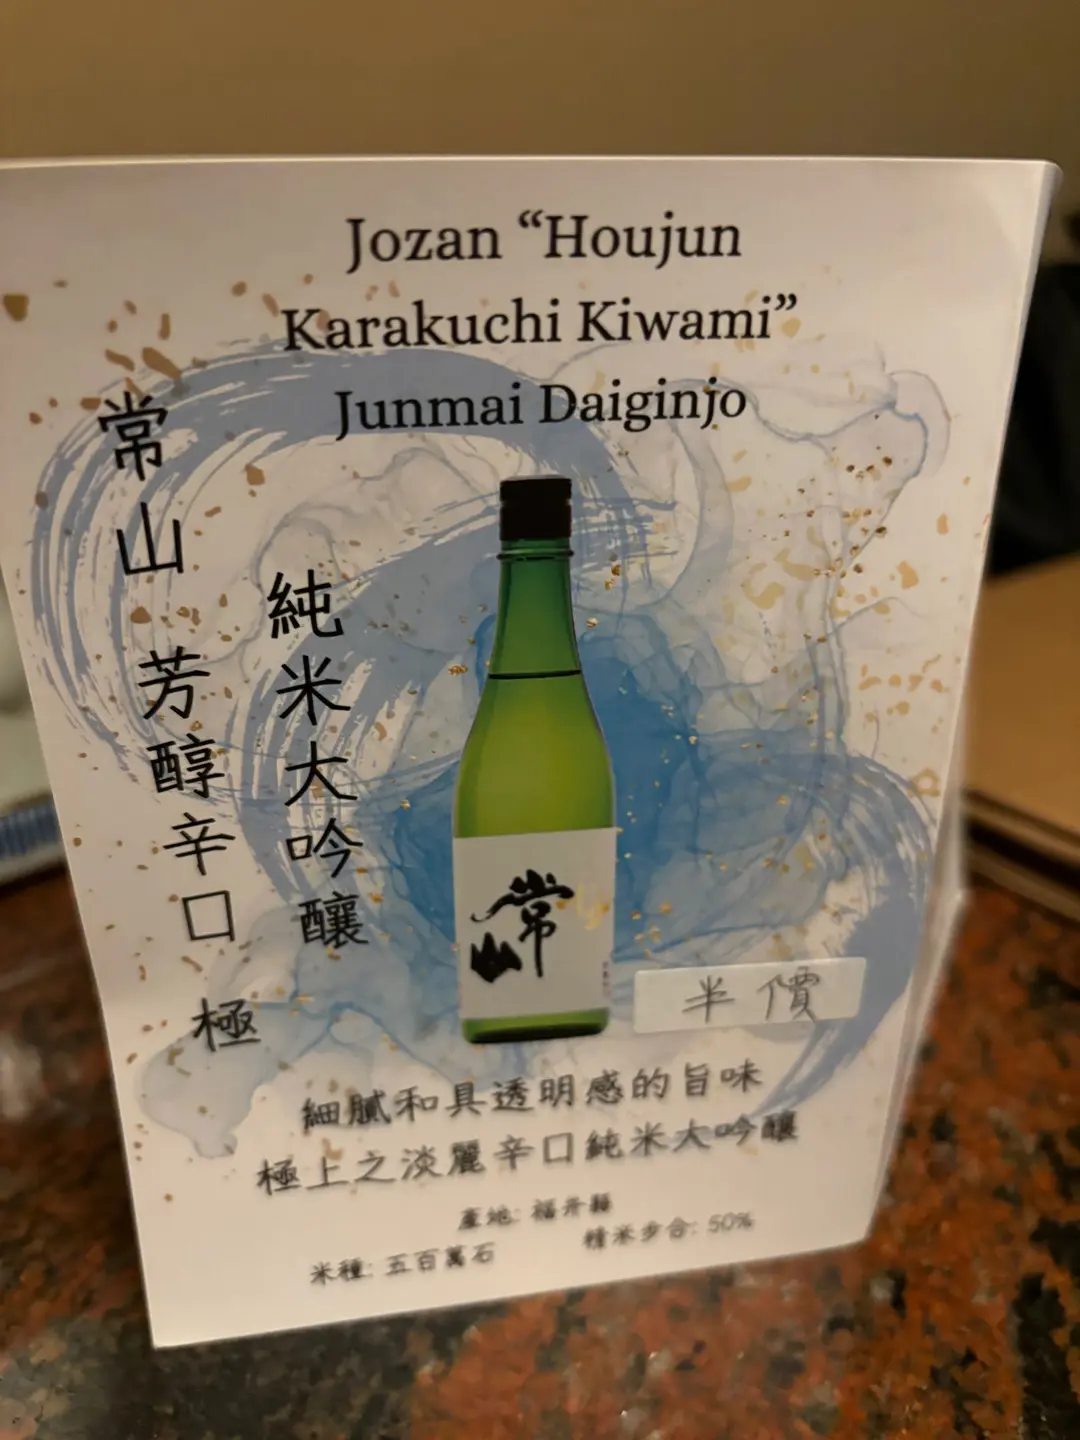 Jozan “Houjun
Karakuchi Kiwami”
Junmai Daiginjo
常山 芳醇辛口 極
純米大吟釀
常山
半價
細膩和具透明感的旨味
極上之淡麗辛口純米大吟釀
產地: 福井縣
米種: 五百萬石
精米步合: 50%